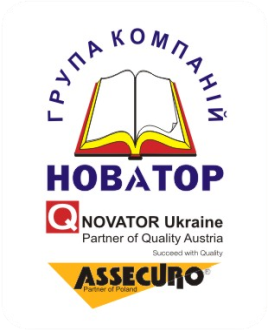 ГРУПА КОМПАНІЙ
НОВАТОР
Q NOVATOR Ukraine
Partner of Quality Austria
Succeed with Quality
ASSECURO®
Partner of Poland